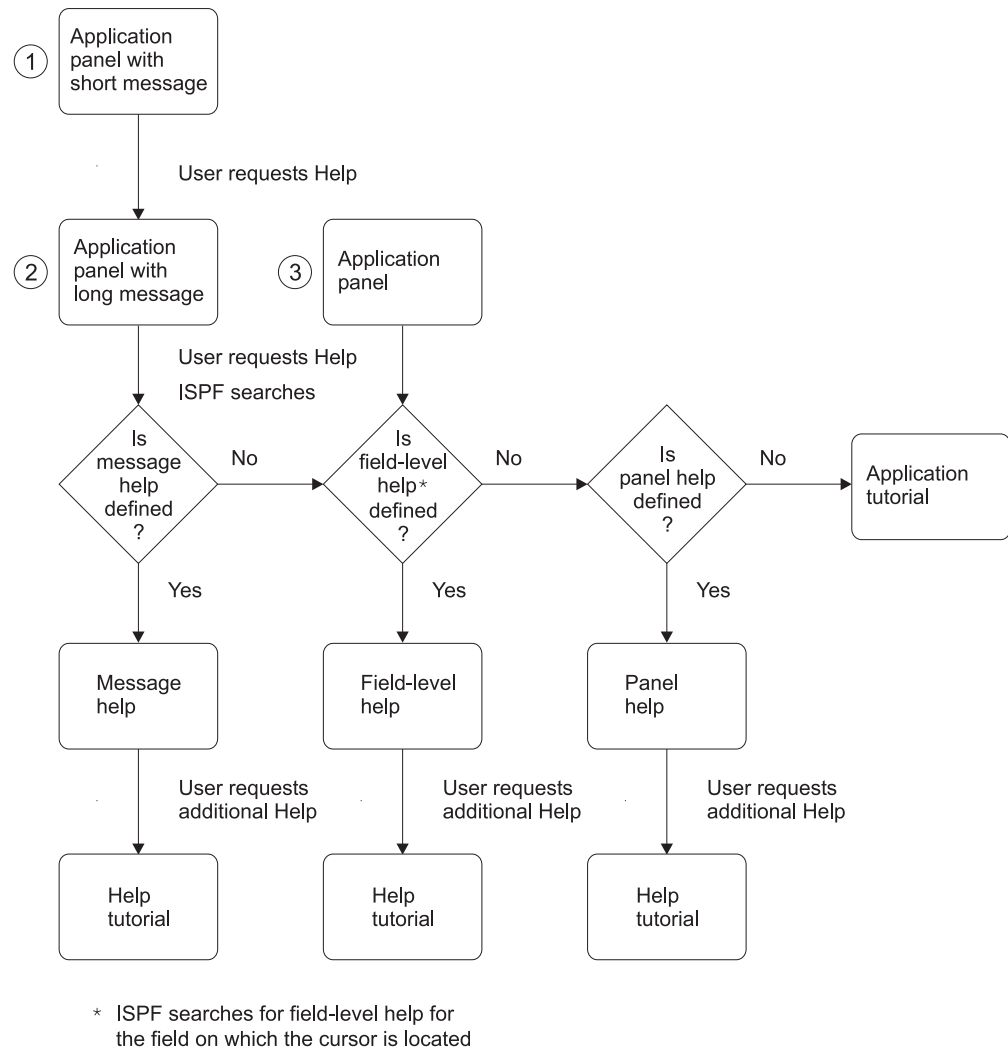 1
Application
panel with
short message
User requests Help
2
Application
panel with
long message
3
Application
panel
User requests Help
ISPF searches
Is
message
help
defined
?
No
Is
field-level
help*
defined
?
No
Is
panel help
defined
?
No
Application
tutorial
Yes
Yes
Yes
Message
help
Field-level
help
Panel
help
User requests
additional Help
User requests
additional Help
User requests
additional Help
Help
tutorial
Help
tutorial
Help
tutorial
* ISPF searches for field-level help for
the field on which the cursor is located